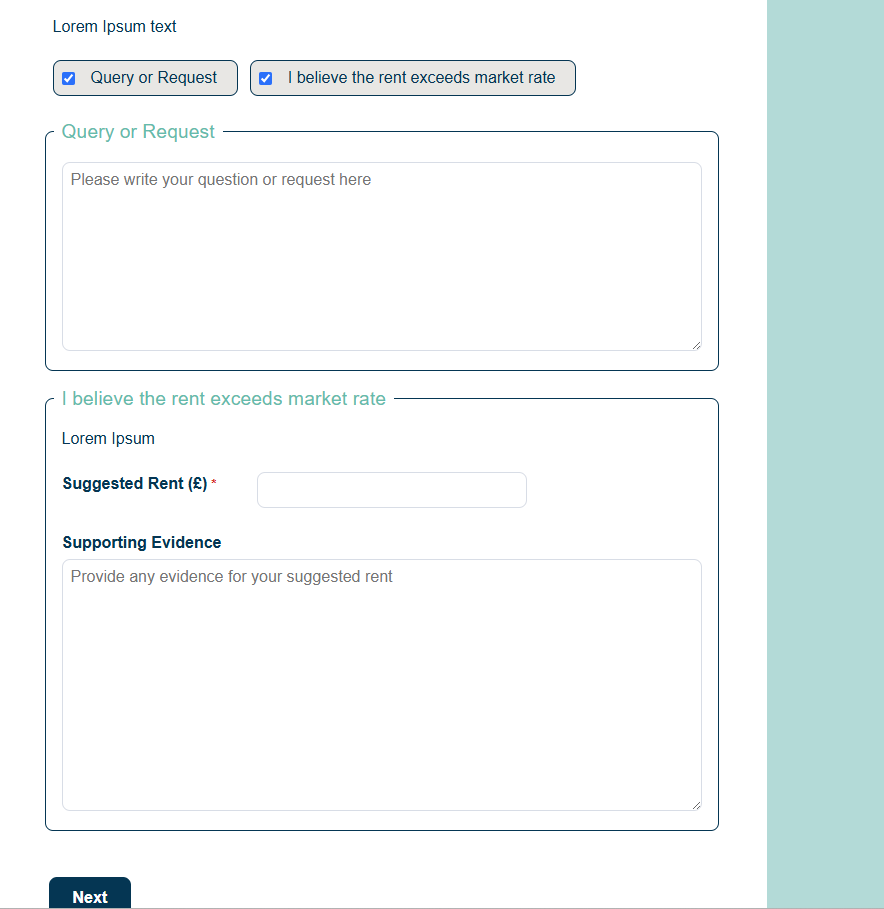 Lorem Ipsum text
Query or Request I believe the rent exceeds market rate
Query or Request
Please write your question or request here
I believe the rent exceeds market rate
Lorem Ipsum
Suggested Rent (£) *
Supporting Evidence
Provide any evidence for your suggested rent
Next